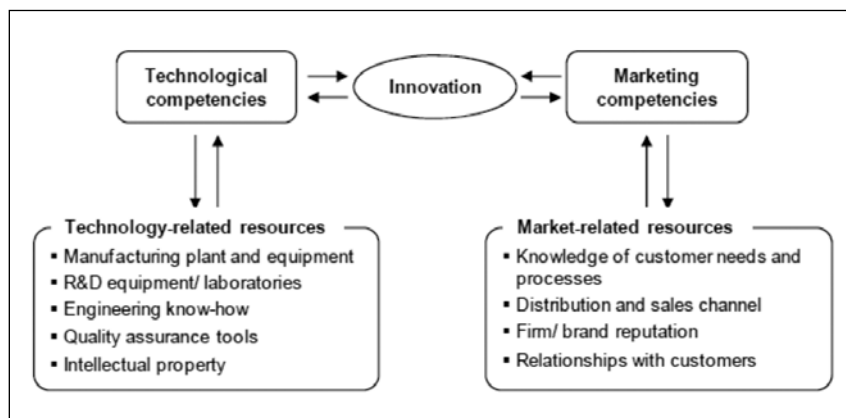 Technological
competencies
Innovation
Marketing
competencies
Technology-related resources
▪ Manufacturing plant and equipment
▪ R&D equipment/ laboratories
▪ Engineering know-how
▪ Quality assurance tools
▪ Intellectual property
Market-related resources
▪ Knowledge of customer needs and
processes
▪ Distribution and sales channel
▪ Firm/ brand reputation
▪ Relationships with customers